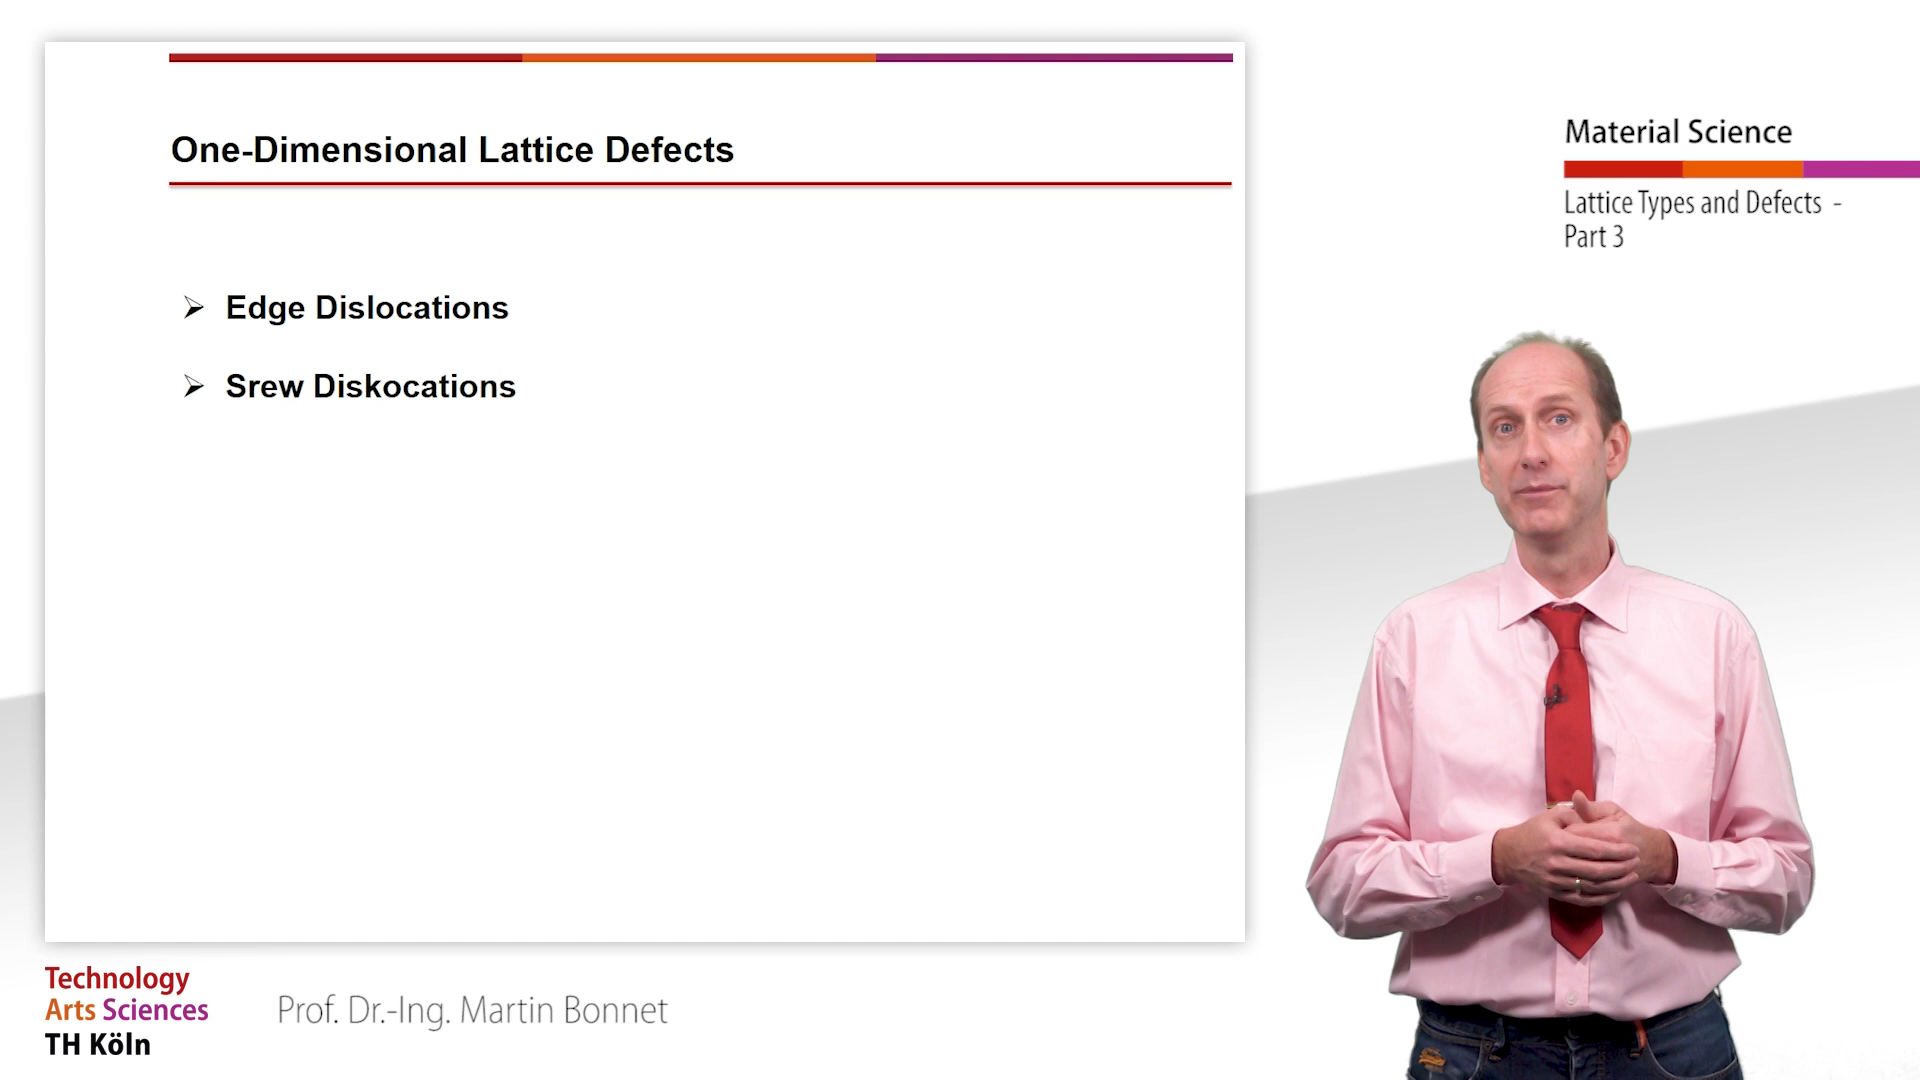 One-Dimensional Lattice Defects
Edge Dislocations
Srew Diskocations
Material Science
Lattice Types and Defects -
Part 3
Technology
Arts Sciences
TH Köln
Prof. Dr.-Ing. Martin Bonnet